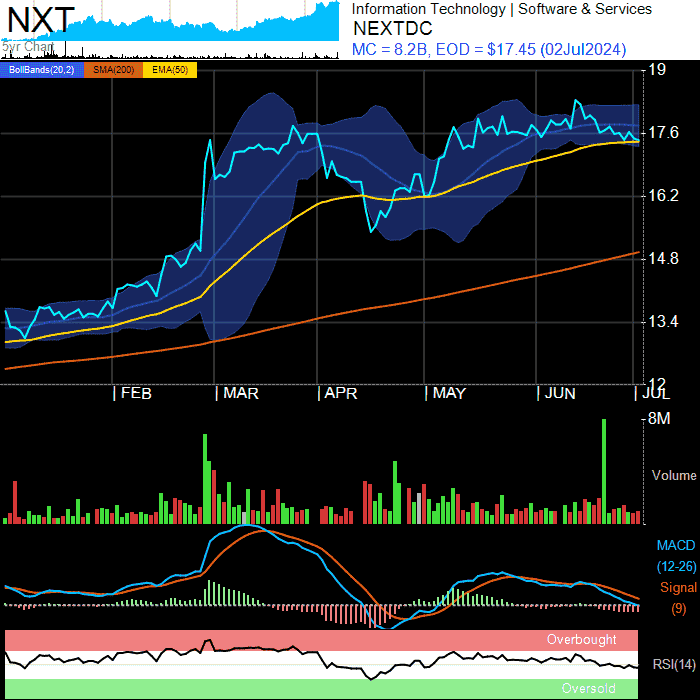 NXT
5yr Chart
Information Technology | Software & Services
NEXTDC
MC = 8.2B, EOD = $17.45 (02Jul2024)
BollBands(20,2) SMA(200) EMA(50)
19
17.6
16.2
14.8
13.4
12
FEB MAR APR MAY JUN JUL
8M
Volume
MACD
(12-26)
Signal
(9)
Overbought
RSI(14)
Oversold